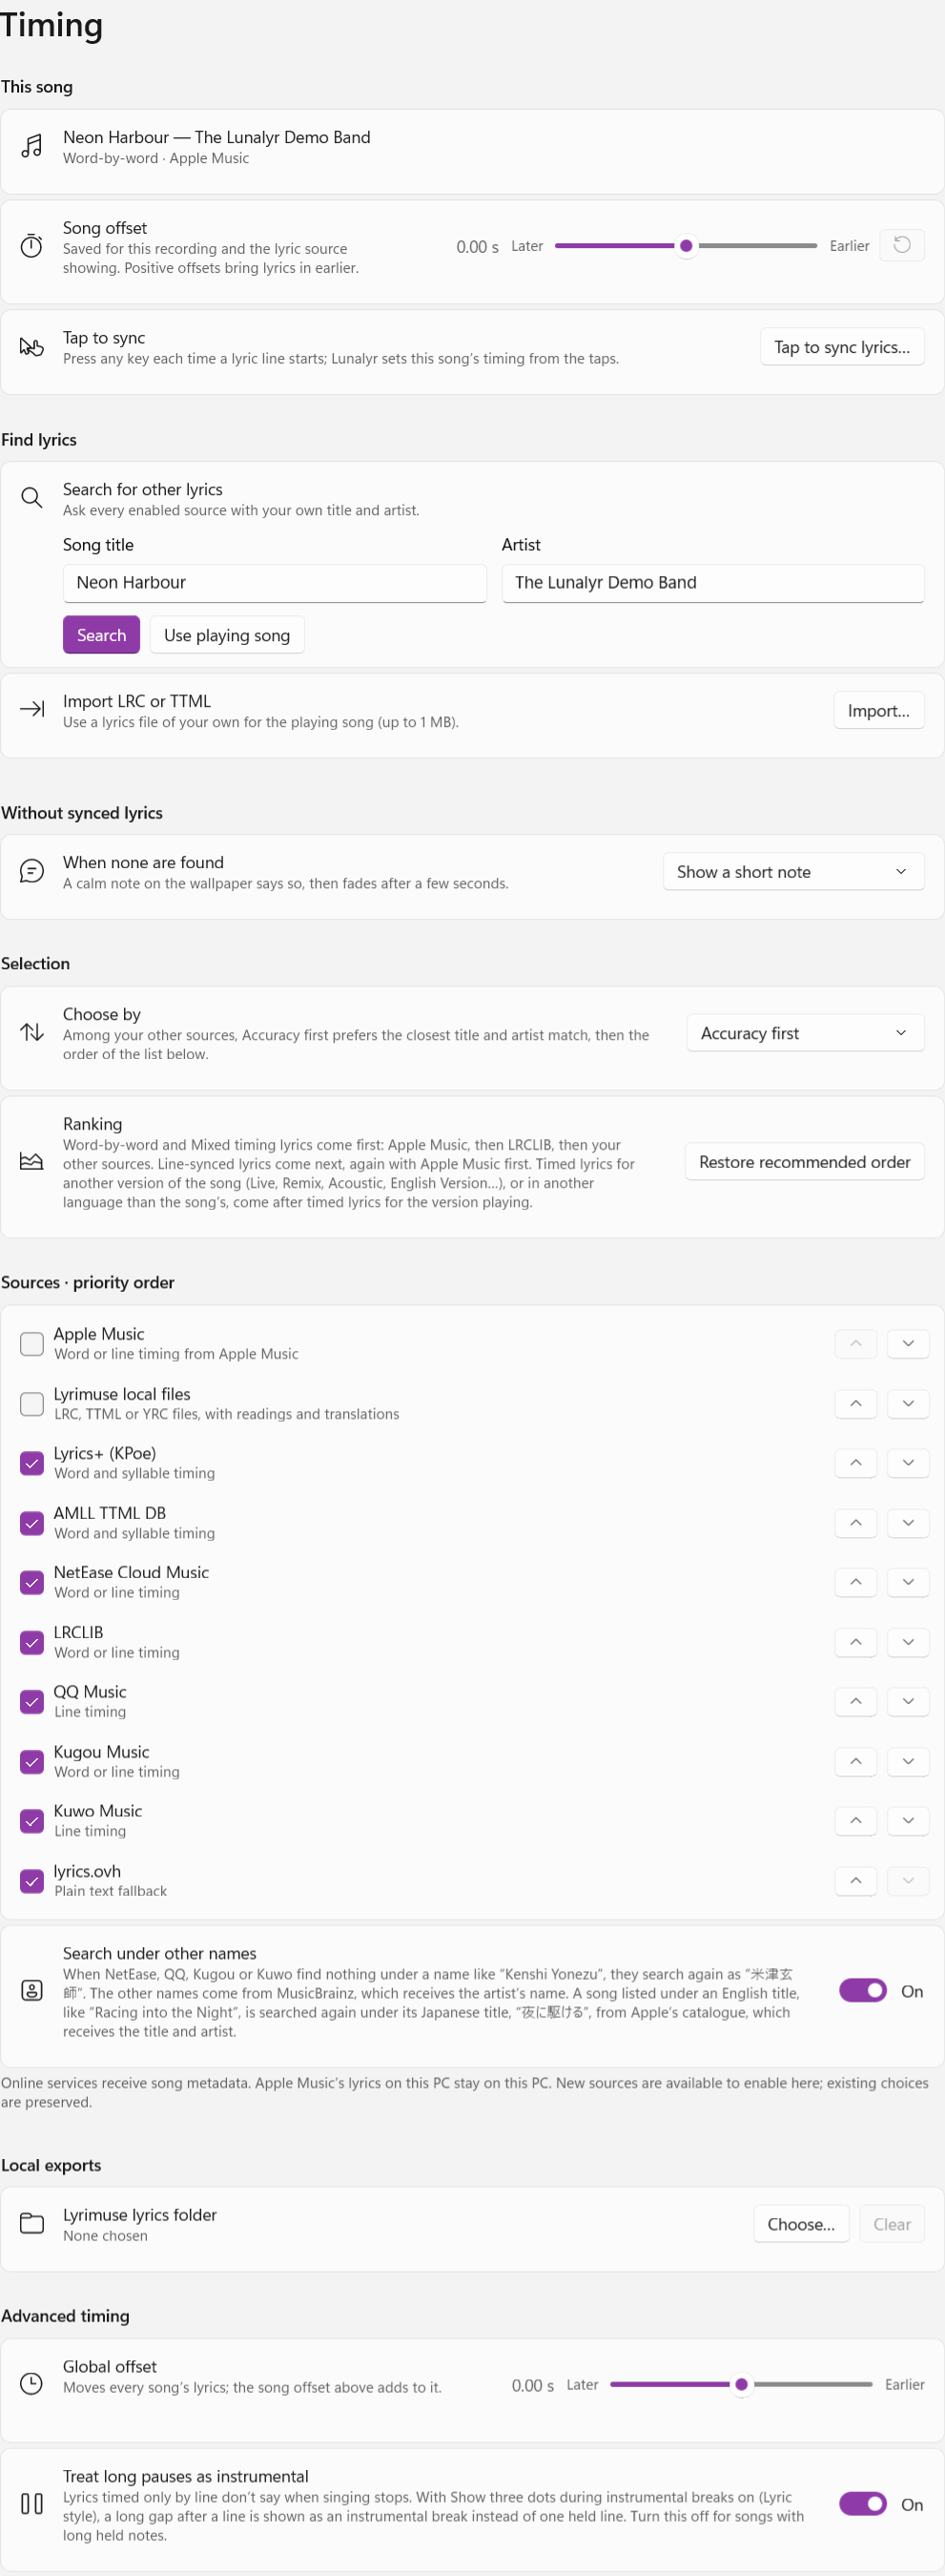 Timing
This song
Neon Harbour — The Lunalyr Demo Band
Word-by-word · Apple Music
Song offset
Saved for this recording and the lyric source
showing. Positive offsets bring lyrics in earlier.
0.00 s Later Earlier
Tap to sync
Press any key each time a lyric line starts; Lunalyr sets this song’s timing from the taps.
Tap to sync lyrics...
Find lyrics
Search for other lyrics
Ask every enabled source with your own title and artist.
Song title Artist
Neon Harbour The Lunalyr Demo Band
Search Use playing song
Import LRC or TTML
Use a lyrics file of your own for the playing song (up to 1 MB).
Import...
Without synced lyrics
When none are found
A calm note on the wallpaper says so, then fades after a few seconds.
Show a short note
Selection
Choose by
Among your other sources, Accuracy first prefers the closest title and artist match, then the
order of the list below.
Accuracy first
Ranking
Word-by-word and Mixed timing lyrics come first: Apple Music, then LRCLIB, then your
other sources. Line-synced lyrics come next, again with Apple Music first. Timed lyrics for
another version of the song (Live, Remix, Acoustic, English Version...), or in another
language than the song’s, come after timed lyrics for the version playing.
Restore recommended order
Sources · priority order
Apple Music
Word or line timing from Apple Music
Lyrimuse local files
LRC, TTML or YRC files, with readings and translations
Lyrics+ (KPoe)
Word and syllable timing
AMLL TTML DB
Word and syllable timing
NetEase Cloud Music
Word or line timing
LRCLIB
Word or line timing
QQ Music
Line timing
Kugou Music
Word or line timing
Kuwo Music
Line timing
lyrics.ovh
Plain text fallback
Search under other names
When NetEase, QQ, Kugou or Kuwo find nothing under a name like “Kenshi Yonezu”, they search again as “米津玄
師”. The other names come from MusicBrainz, which receives the artist’s name. A song listed under an English title,
like “Racing into the Night”, is searched again under its Japanese title, “夜に駆ける”, from Apple’s catalogue, which
receives the title and artist.
On
Online services receive song metadata. Apple Music’s lyrics on this PC stay on this PC. New sources are available to enable here; existing choices
are preserved.
Local exports
Lyrimuse lyrics folder
None chosen
Choose... Clear
Advanced timing
Global offset
Moves every song’s lyrics; the song offset above adds to it.
0.00 s Later Earlier
Treat long pauses as instrumental
Lyrics timed only by line don’t say when singing stops. With Show three dots during instrumental breaks on (Lyric
style), a long gap after a line is shown as an instrumental break instead of one held line. Turn this off for songs with
long held notes.
On